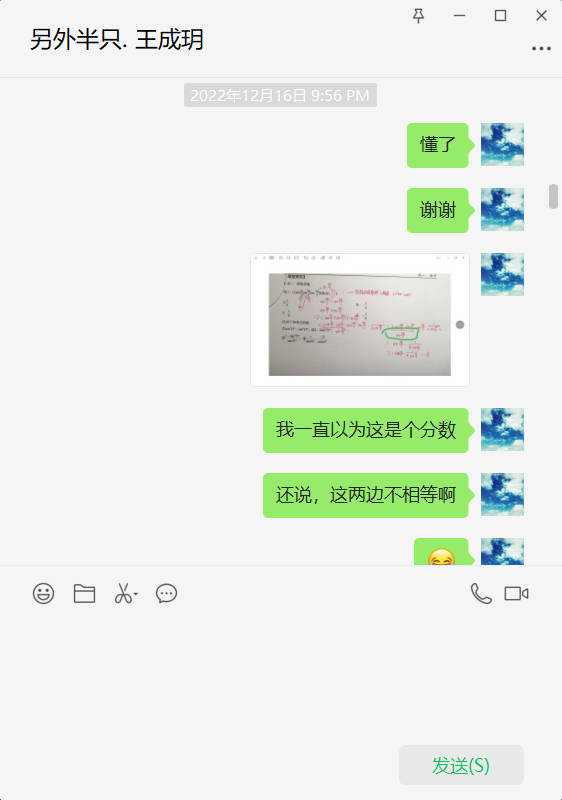 另外半只. 王成玥
2022年12月16日 9:56 PM
懂了
谢谢
我一直以为这是个分数
还说，这两边不相等啊
发送(S)